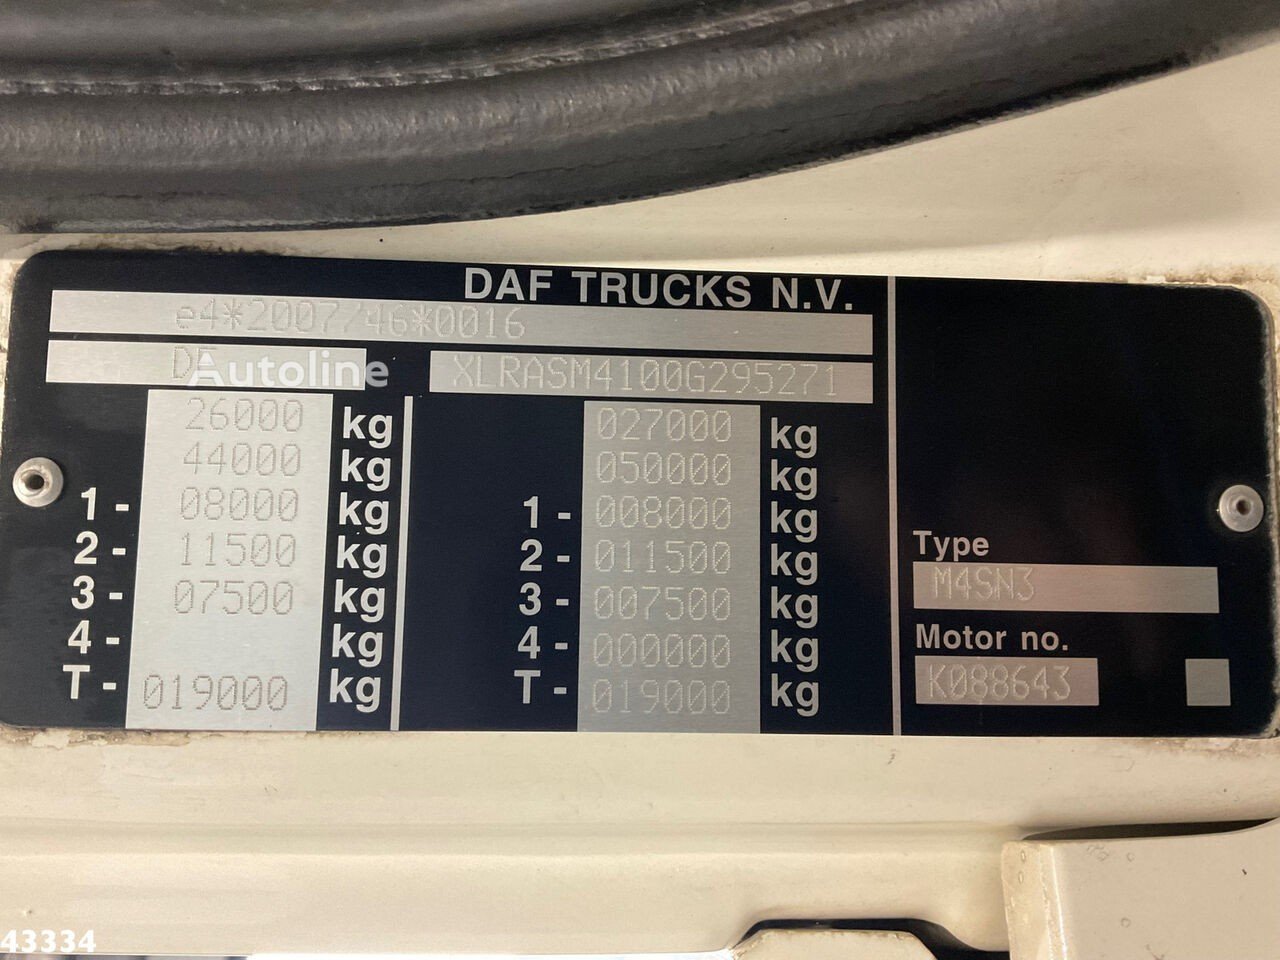 DAF TRUCKS N.V.
e4*2007/46*0016
Autoline
XLRASM4100G295271
26000 kg 027000 kg
44000 kg 050000 kg
1- 08000 kg 1- 008000 kg
2- 11500 kg 2- 011500 kg
3- 07500 kg 3- 007500 kg
4- kg 4- 000000 kg
T- 019000 kg T- 019000 kg
Type
M4SN3
Motor no.
K088643
43334